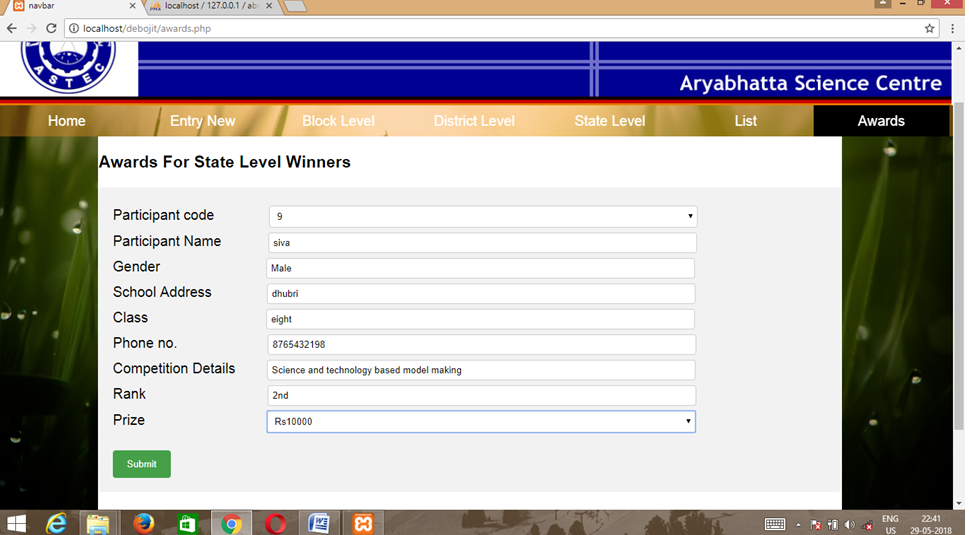 navbar
localhost / 127.0.0.1 / ab
localhost/debojit/awards.php
ASTEC
Aryabhatta Science Centre
Home Entry New Block Level District Level State Level List Awards
Awards For State Level Winners
Participant code 9
Participant Name siva
Gender Male
School Address dhubri
Class eight
Phone no. 8765432198
Competition Details Science and technology based model making
Rank 2nd
Prize Rs10000
Submit
ENG 22:41
US 29-05-2018